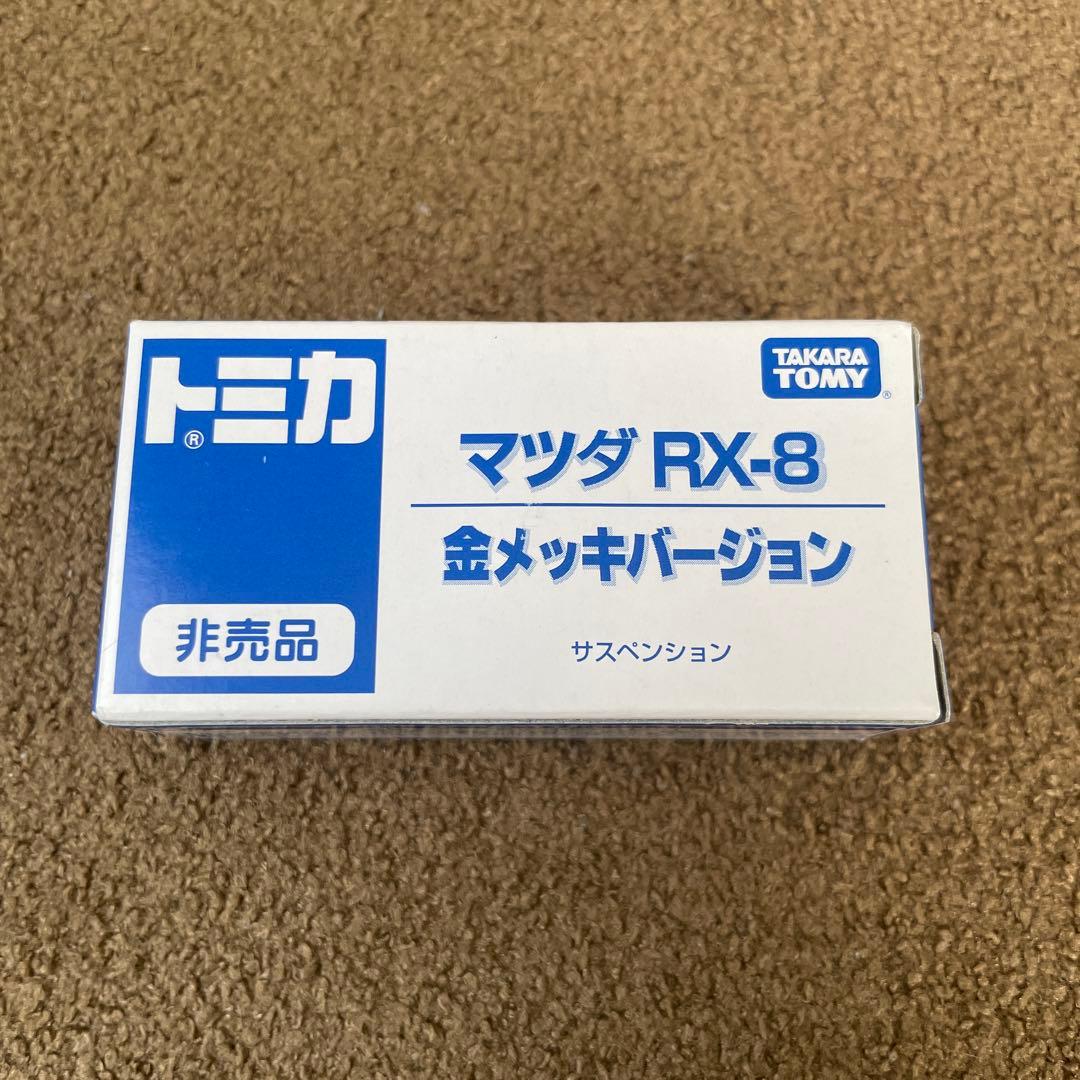 トミカ
®
TAKARA
TOMY
®
マツダ RX-8
金メッキバージョン
非売品
サスペンション